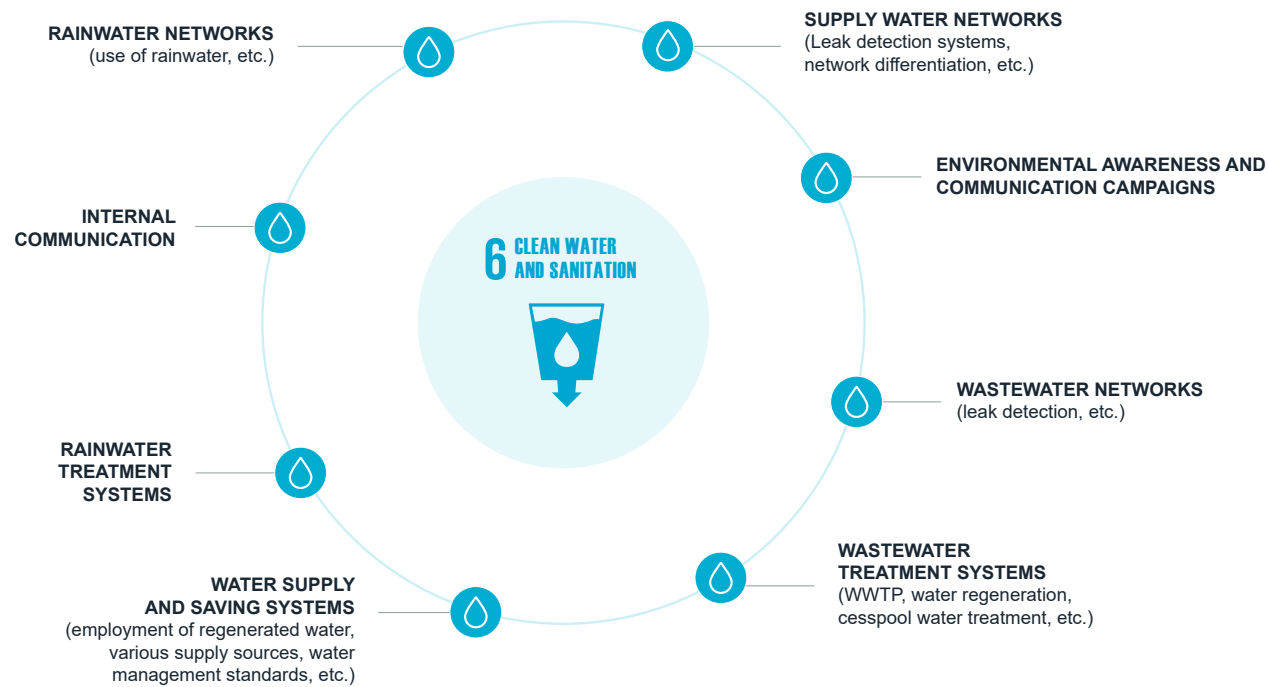 RAINWATER NETWORKS
(use of rainwater, etc.)
SUPPLY WATER NETWORKS
(Leak detection systems,
network differentiation, etc.)
ENVIRONMENTAL AWARENESS AND
COMMUNICATION CAMPAIGNS
INTERNAL
COMMUNICATION
6 CLEAN WATER
AND SANITATION
WASTEWATER NETWORKS
(leak detection, etc.)
RAINWATER
TREATMENT
SYSTEMS
WASTEWATER
TREATMENT SYSTEMS
(WWTP, water regeneration,
cesspool water treatment, etc.)
WATER SUPPLY
AND SAVING SYSTEMS
(employment of regenerated water,
various supply sources, water
management standards, etc.)